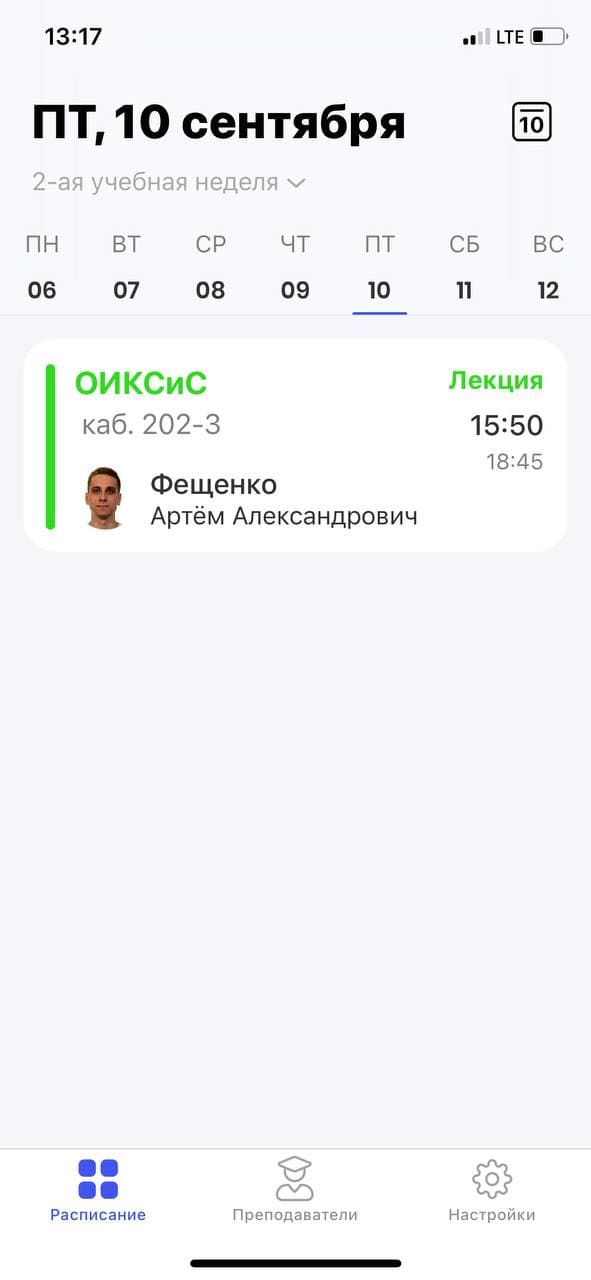 13:17 LTE
ПТ, 10 сентября
10
2-ая учебная неделя
ПН ВТ СР ЧТ ПТ СБ ВС
06 07 08 09 10 11 12
ОИКСиС
Лекция
каб. 202-3
15:50
18:45
Фещенко
Артём Александрович
Расписание Преподаватели Настройки